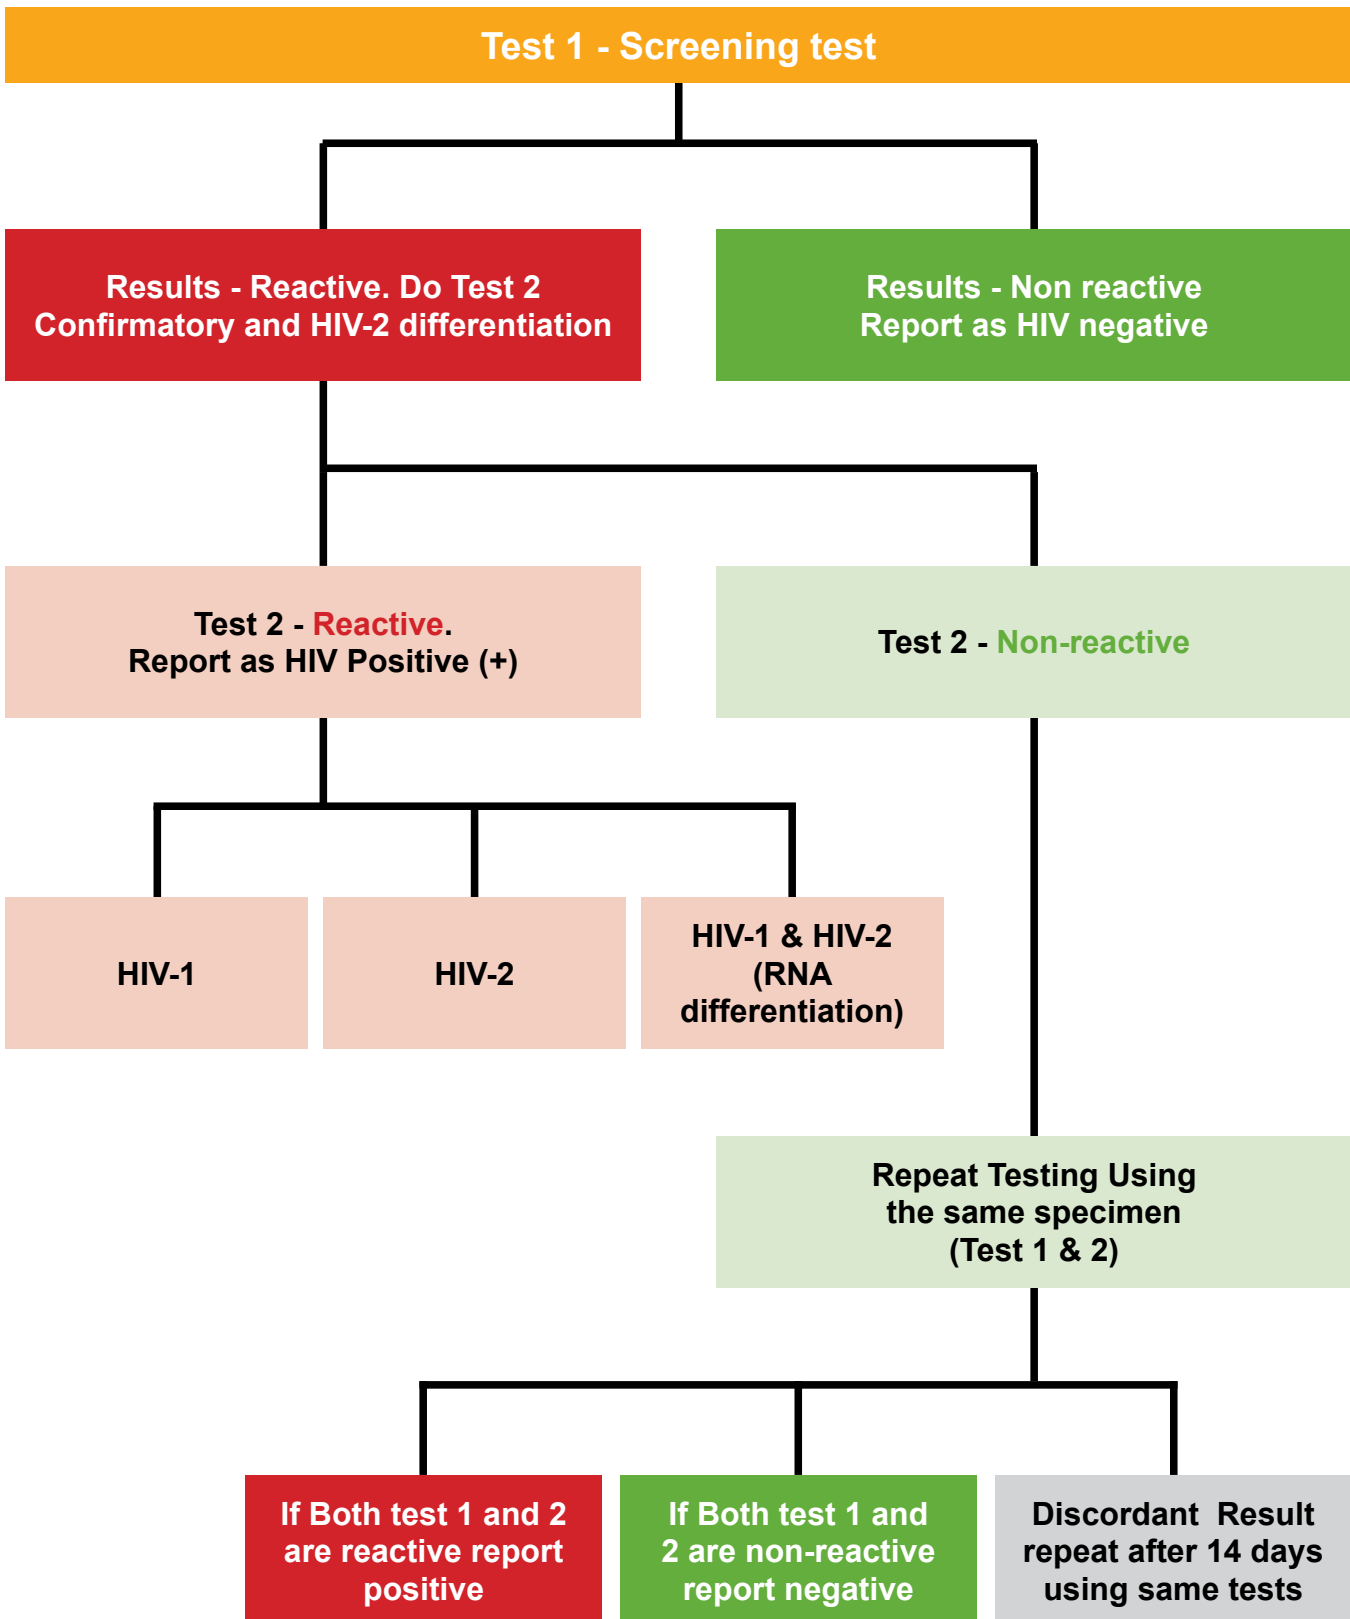 Test 1 - Screening test
Results - Reactive. Do Test 2
Confirmatory and HIV-2 differentiation
Results - Non reactive
Report as HIV negative
Test 2 - Reactive.
Report as HIV Positive (+)
Test 2 - Non-reactive
HIV-1
HIV-2
HIV-1 & HIV-2
(RNA
differentiation)
Repeat Testing Using
the same specimen
(Test 1 & 2)
If Both test 1 and 2
are reactive report
positive
If Both test 1 and
2 are non-reactive
report negative
Discordant  Result
repeat after 14 days
using same tests